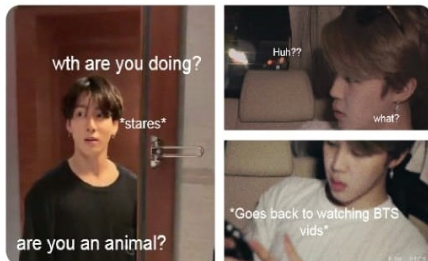 wth are you doing?
*stares*
are you an animal?
Huh??
what?
*Goes back to watching BTS
vids*